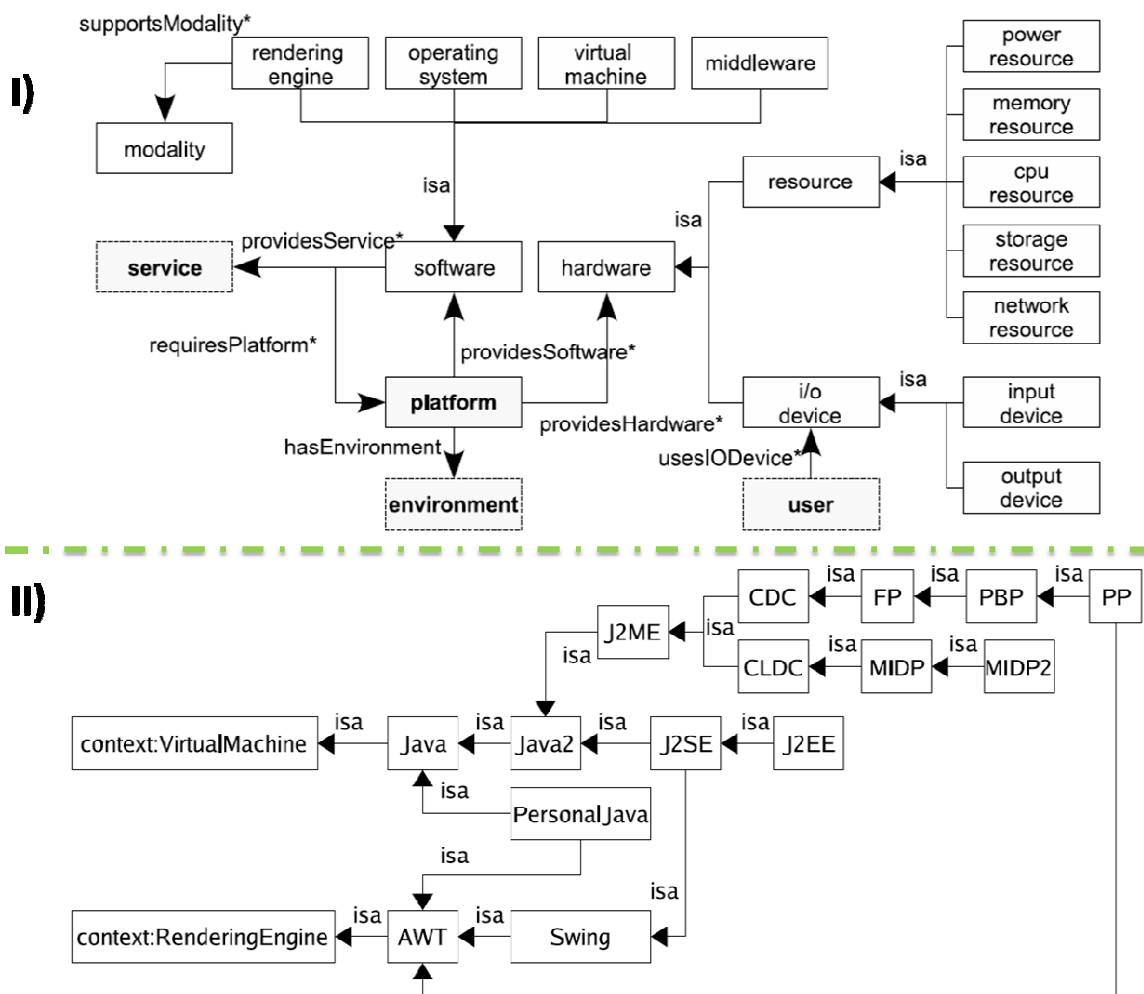 supportsModality*
rendering
engine
operating
system
virtual
machine
middleware
power
resource
I)
memory
resource
modality
isa
resource
isa
cpu
resource
isa
providesService*
service
software
hardware
storage
resource
requiresPlatform*
providesSoftware*
network
resource
platform
isa
i/o
device
input
device
hasEnvironment
providesHardware*
usesIODevice*
environment
user
output
device
II)
CDC
isa
FP
isa
PBP
isa
PP
J2ME
isa
isa
CLDC
isa
MIDP
isa
MIDP2
context:VirtualMachine
isa
Java
isa
Java2
isa
J2SE
isa
J2EE
isa
PersonalJava
isa
isa
context:RenderingEngine
isa
AWT
isa
Swing